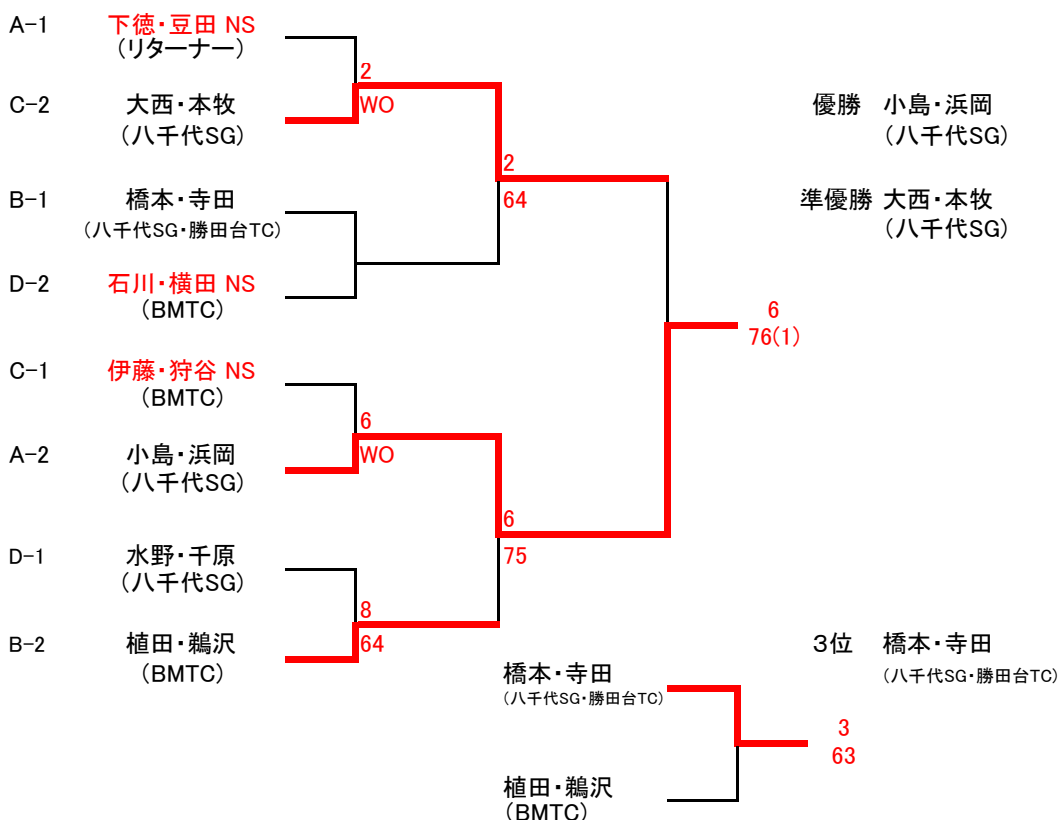 A-1 下徳・豆田 NS
(リターナー)
2
C-2 大西・本牧
WO
(八千代SG)
優勝 小島・浜岡
(八千代SG)
2
B-1 橋本・寺田
64
(八千代SG・勝田台TC)
準優勝 大西・本牧
(八千代SG)
D-2 石川・横田 NS
(BMTC)
6
76(1)
C-1 伊藤・狩谷 NS
(BMTC)
6
A-2 小島・浜岡
WO
(八千代SG)
6
D-1 水野・千原
75
(八千代SG)
8
B-2 植田・鵜沢
64
(BMTC)
3位 橋本・寺田
(八千代SG・勝田台TC)
橋本・寺田
(八千代SG・勝田台TC)
3
63
植田・鵜沢
(BMTC)